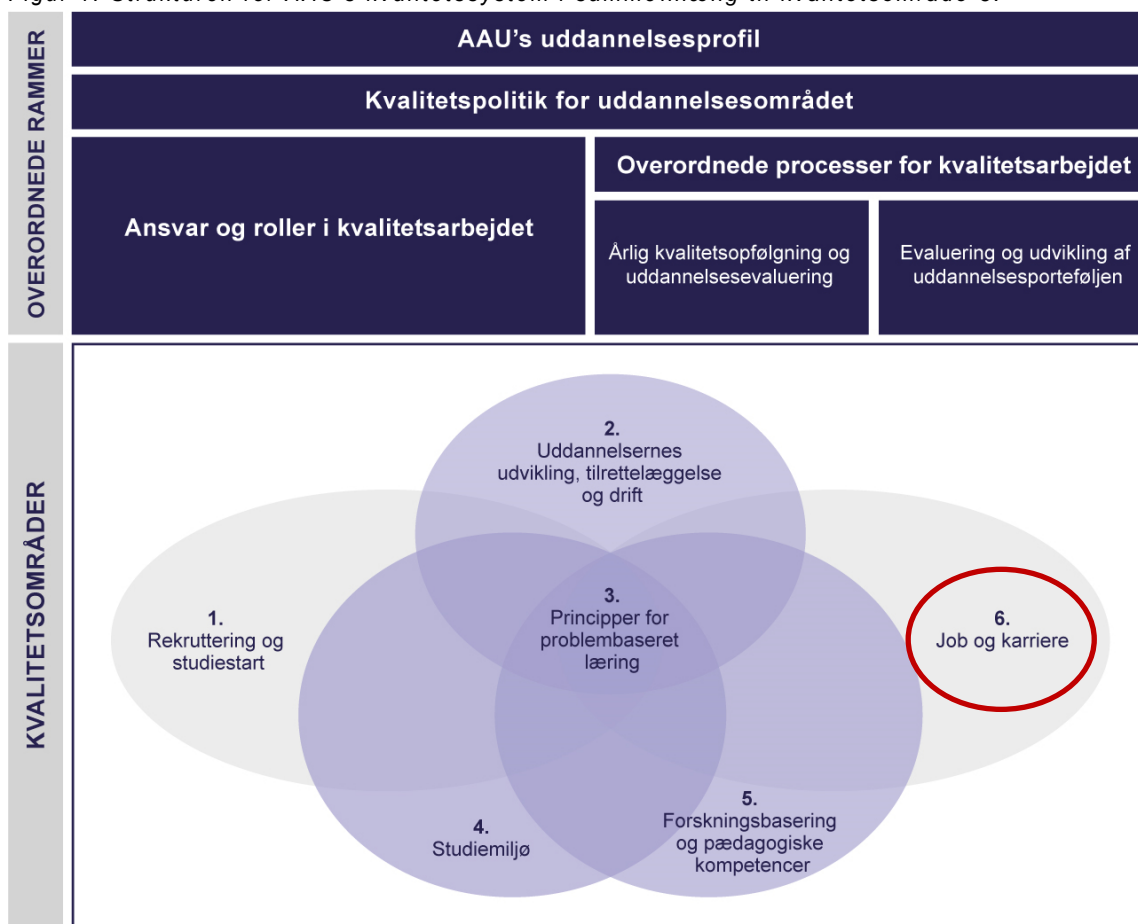 OVERORDNEDE RAMMER
AAU's uddannelsesprofil
Kvalitetspolitik for uddannelsesområdet
Ansvar og roller i kvalitetsarbejdet
Overordnede processer for kvalitetsarbejdet
Årlig kvalitetsopfølgning og
uddannelsesevaluering
Evaluering og udvikling af
uddannelsesporteføljen
KVALITETSOMRÅDER
1.
Rekruttering og
studiestart
2.
Uddannelsernes
udvikling, tilrettelæggelse
og drift
3.
Principper for
problembaseret
læring
4.
Studiemiljø
5.
Forskningsbasering
og pædagogiske
kompetencer
6.
Job og karriere